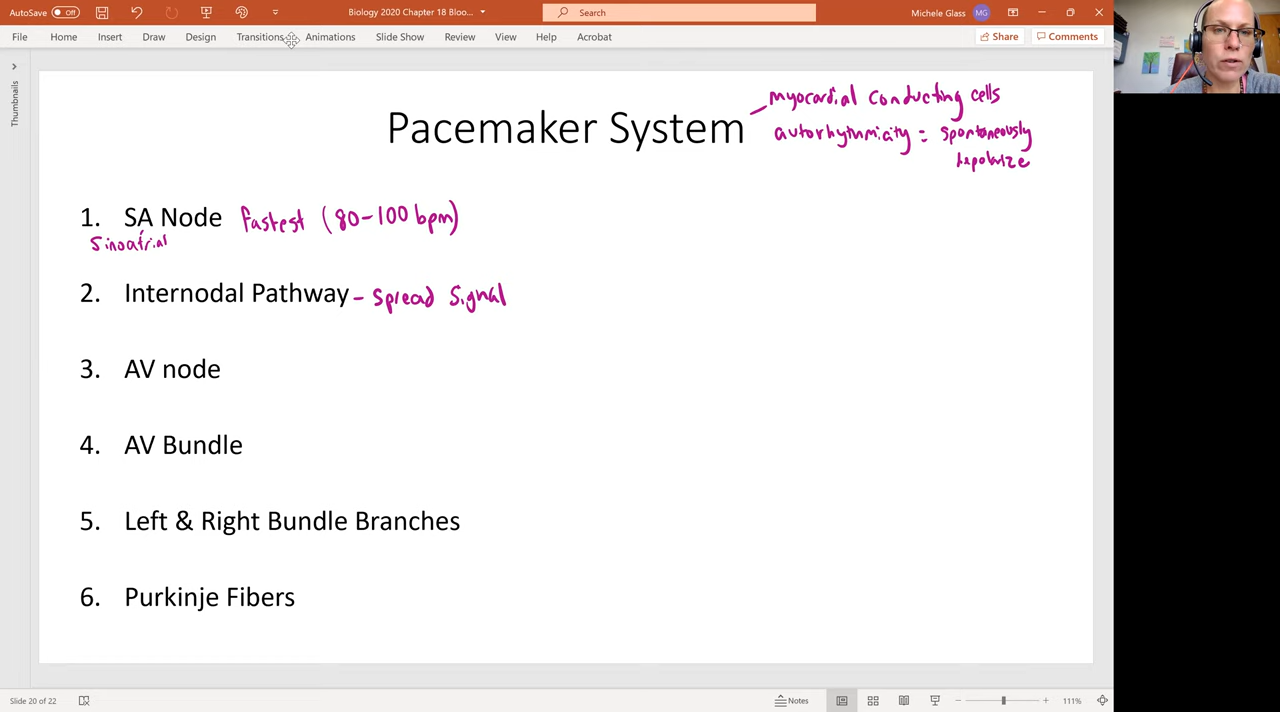 AutoSave Off
Biology 2020 Chapter 18 Bloo...
Search
Michele Glass MG
File Home Insert Draw Design Transitions Animations Slide Show Review View Help Acrobat
Share Comments
Thumbnails
Pacemaker System
myocardial conducting cells
autorhythmicity = spontaneously
depolarize
1. SA Node fastest (80-100 bpm)
Sinoatrial
2. Internodal Pathway - spread signal
3. AV node
4. AV Bundle
5. Left & Right Bundle Branches
6. Purkinje Fibers
Slide 20 of 22
Notes
111%